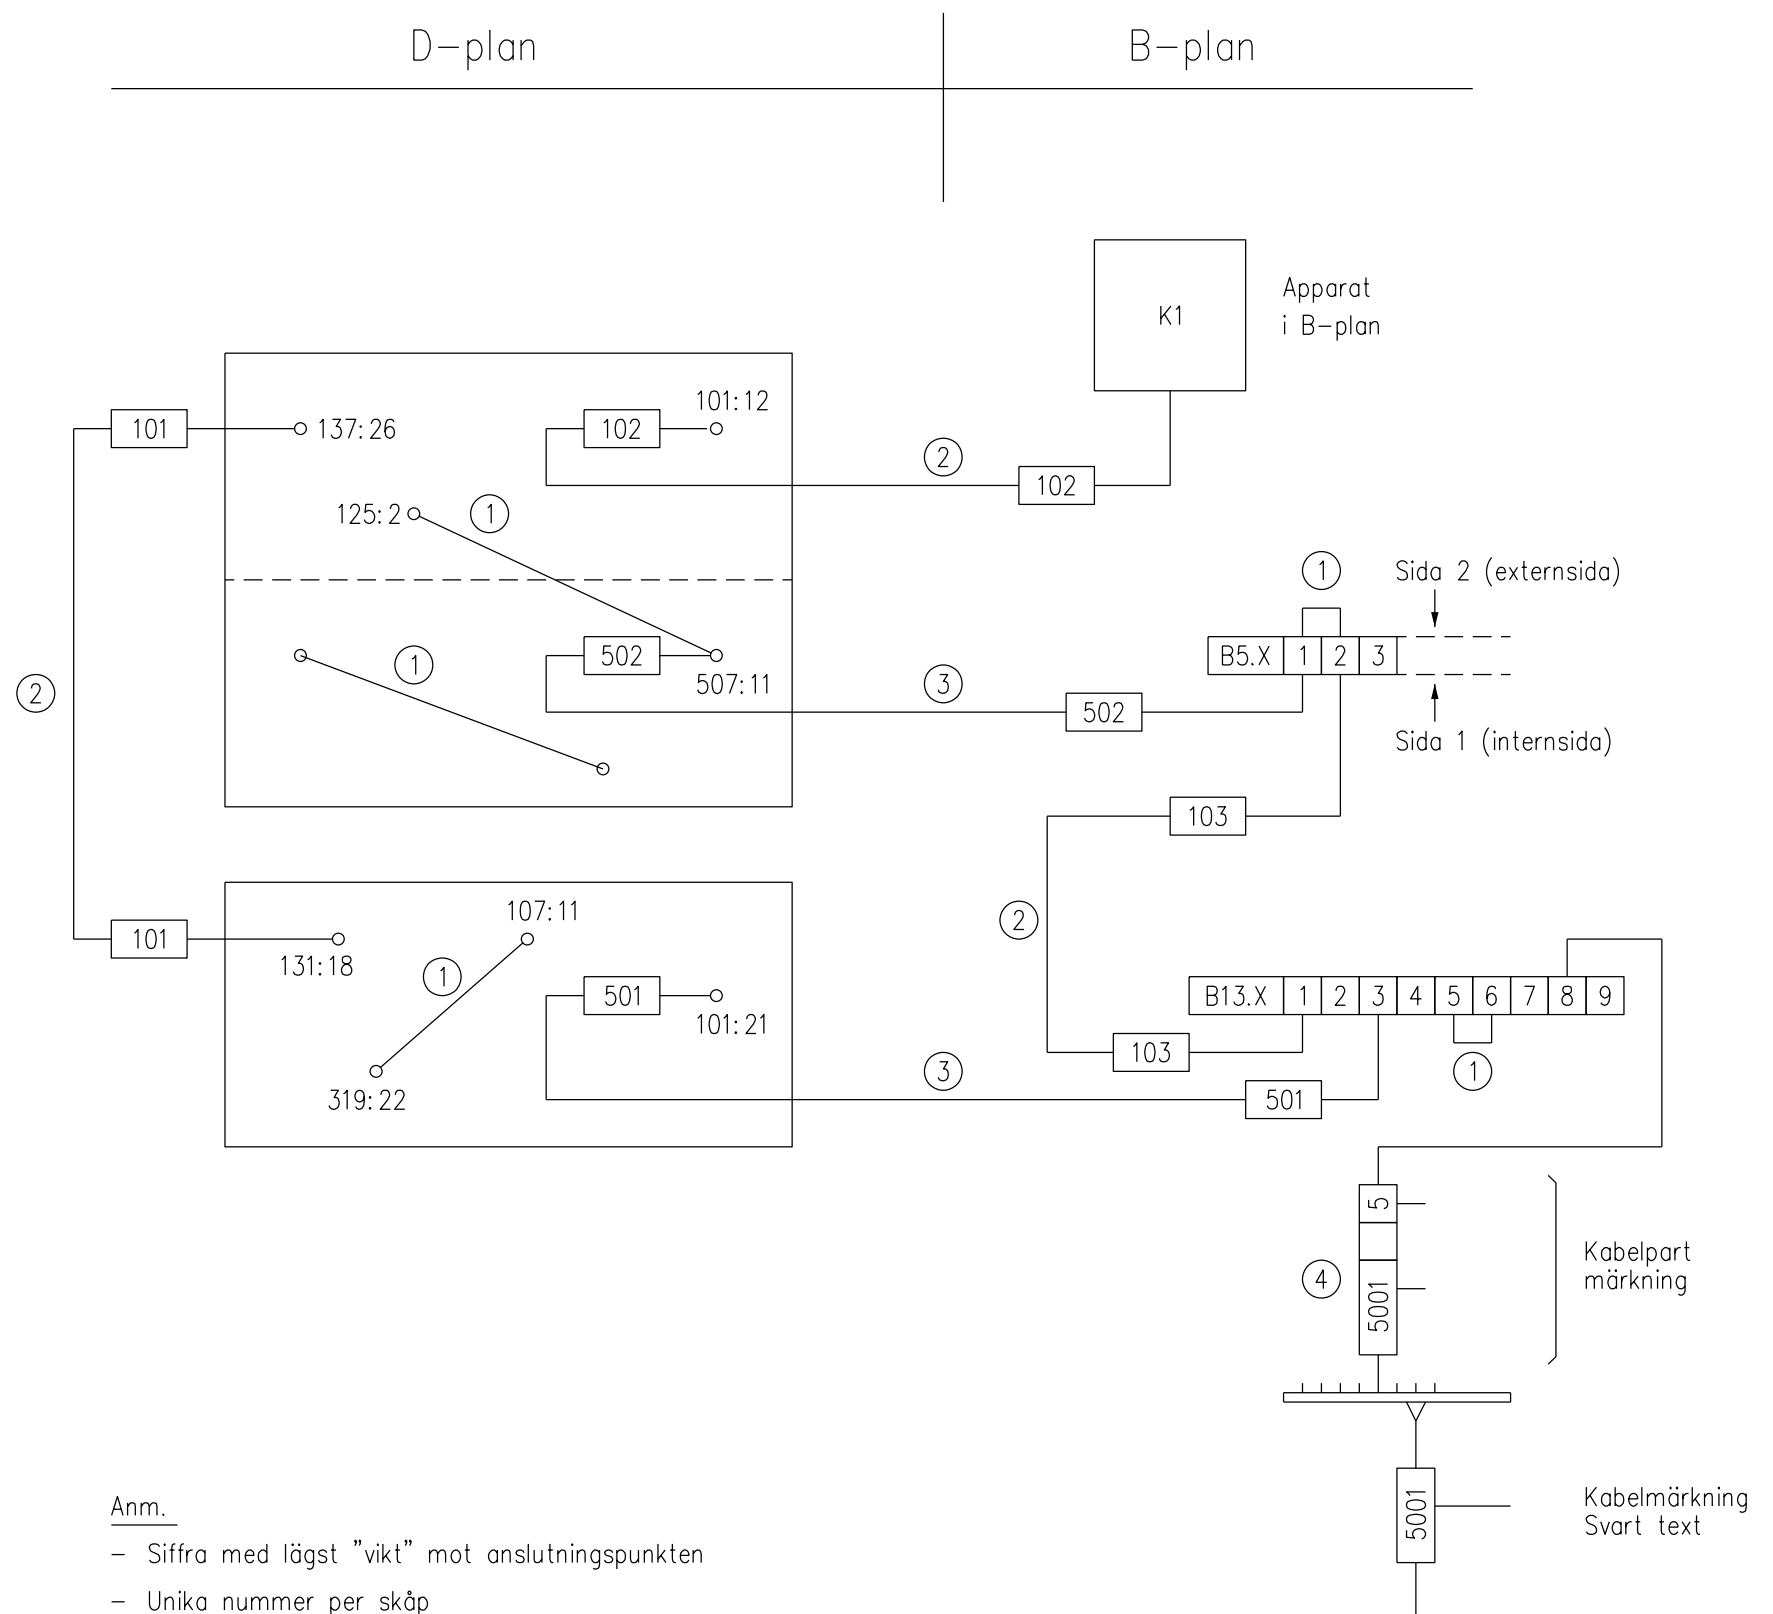 D-plan
B-plan
K1
Apparat
i B-plan
101
137:26
102
101:12
2
102
125:2
1
1
Sida 2 (externsida)
502
507:11
1
B5.X 1 2 3
2
3
502
Sida 1 (internsida)
103
107:11
101
131:18
1
2
501
101:21
B13.X 1 2 3 4 5 6 7 8 9
103
3
1
319:22
501
5
Kabelpart
märkning
4
5001
Anm.
5001
Kabelmärkning
Svart text
- Siffra med lägst "vikt" mot anslutningspunkten
- Unika nummer per skåp